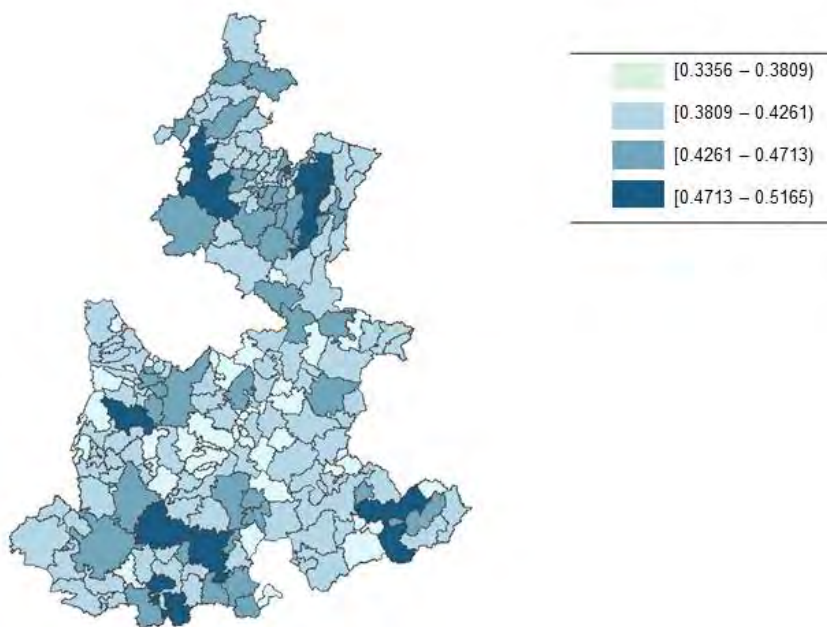 [0.3356 – 0.3809)
[0.3809 – 0.4261)
[0.4261 – 0.4713)
[0.4713 – 0.5165)